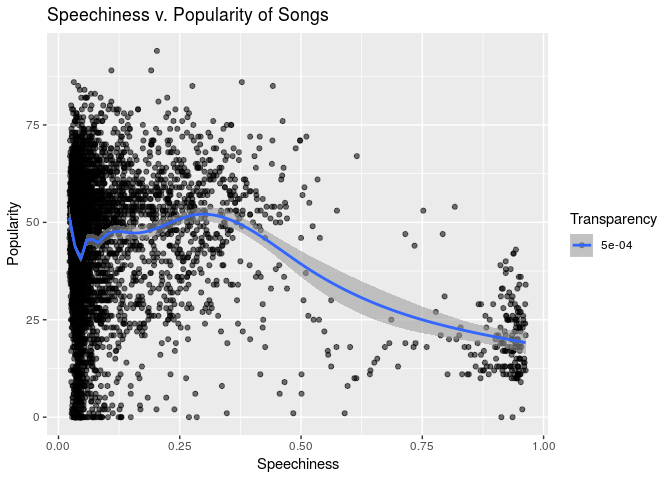 Speechiness v. Popularity of Songs
75
50
25
0
Popularity
0.00 0.25 0.50 0.75 1.00
Speechiness
Transparency
5e-04